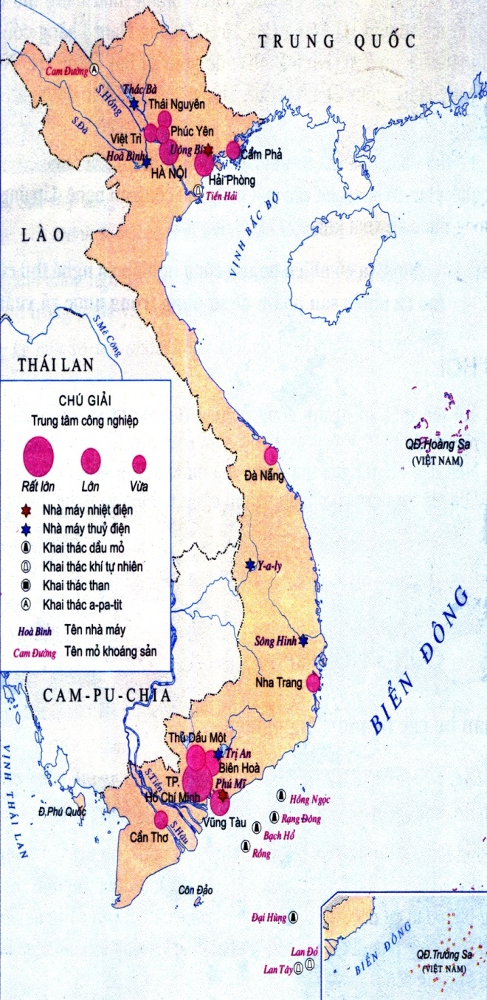 TRUNG QUỐC
Cam Đường
A
S.Hồng
Thác Bà
Thái Nguyên
S.Đà
Việt Trì
Phúc Yên
Hoà Bình
Uông Bí
Cẩm Phả
HÀ NỘI
Hải Phòng
Tiền Hải
VỊNH BẮC BỘ
LÀO
S.Mê Công
THÁI LAN
CHÚ GIẢI
Trung tâm công nghiệp
Rất lớn Lớn Vừa
Nhà máy nhiệt điện
Nhà máy thuỷ điện
Khai thác dầu mỏ
Khai thác khí tự nhiên
Khai thác than
A Khai thác a-pa-tit
Hoà Bình Tên nhà máy
Cam Đường Tên mỏ khoáng sản
QĐ.Hoàng Sa
(VIỆT NAM)
Đà Nẵng
Y-a-ly
Sông Hinh
Nha Trang
BIỂN ĐÔNG
CAM-PU-CHIA
Thủ Dầu Một
Trị An
Biên Hoà
TP.
Hồ Chí Minh
Phú Mĩ
S.Tiền
Vũng Tàu
VỊNH THÁI LAN
Đ.Phú Quốc
Cần Thơ
S.Hậu
Hồng Ngọc
Rạng Đông
Bạch Hổ
Rồng
Côn Đảo
Đại Hùng
Lan Đỏ
Lan Tây
BIỂN ĐÔNG
QĐ.Trường Sa
(VIỆT NAM)